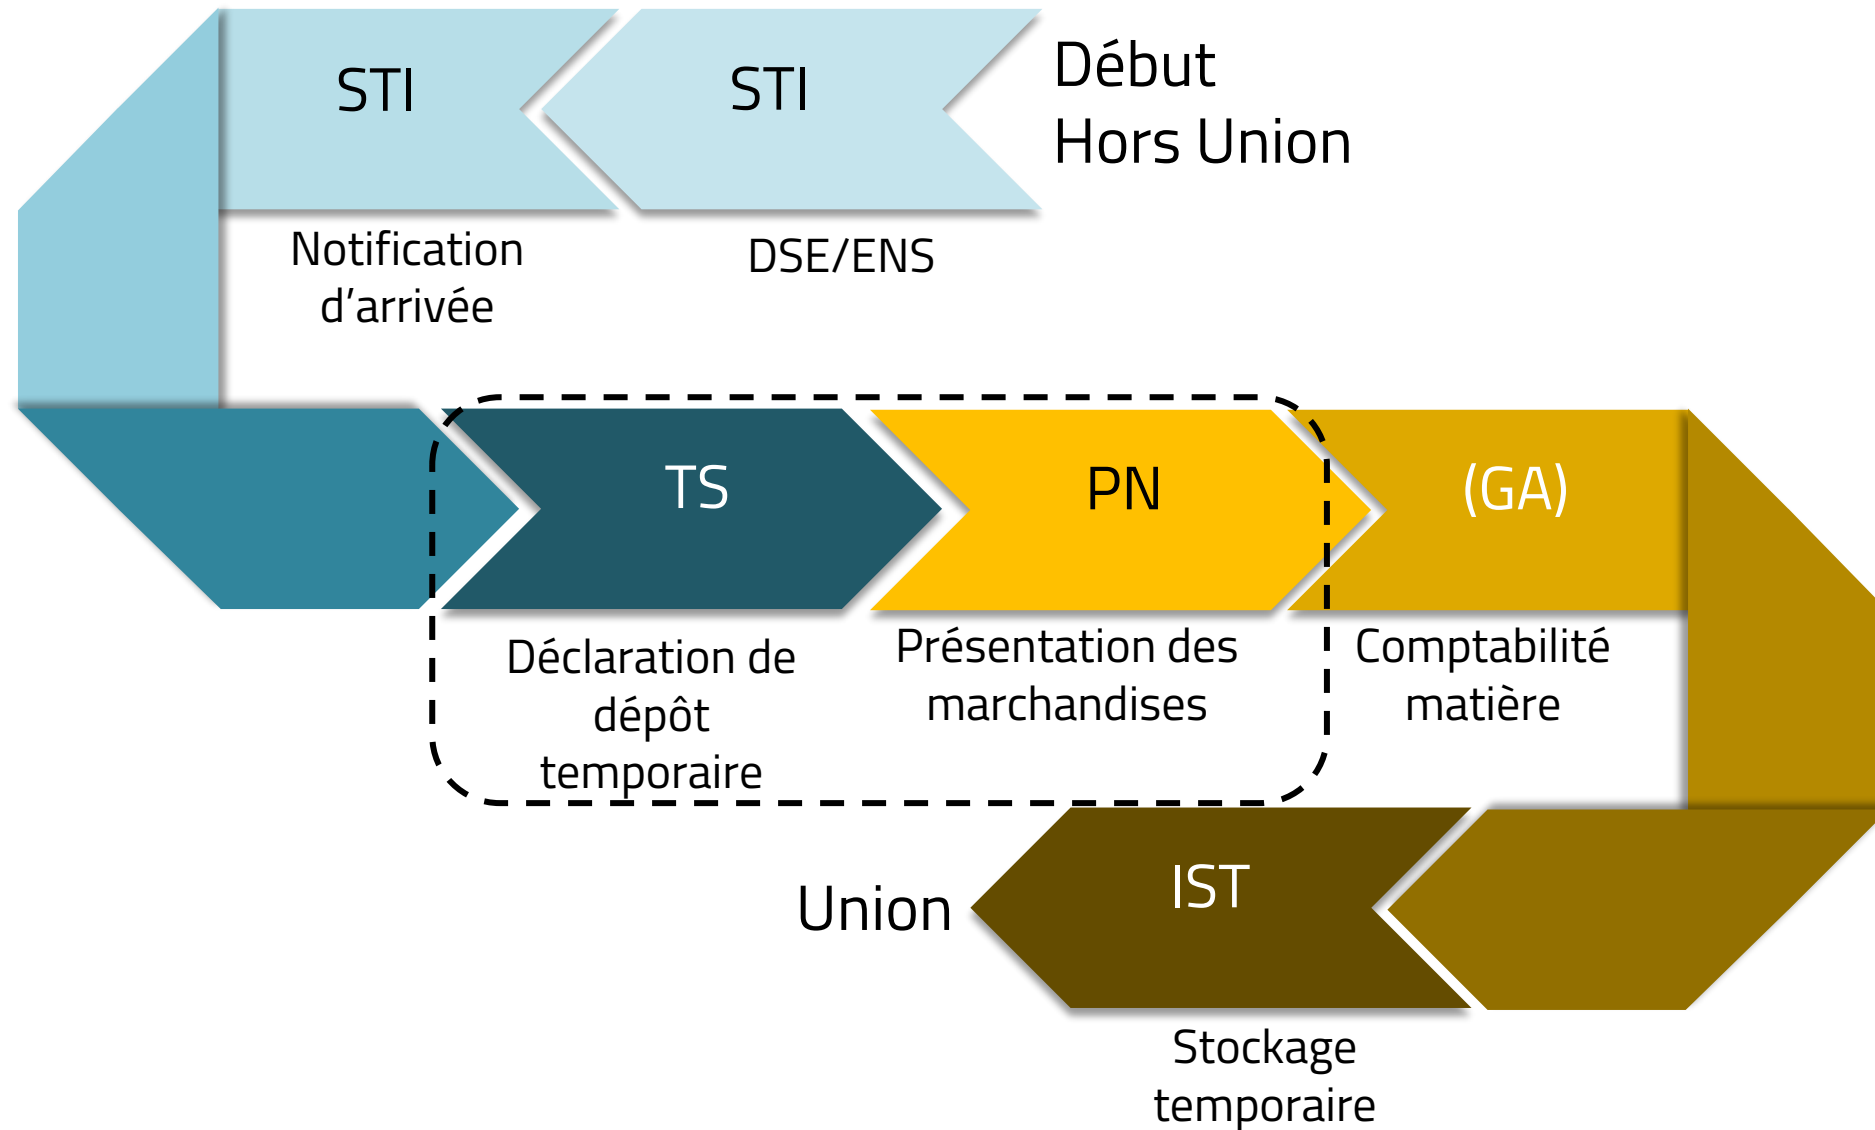 STI
STI
Début
Hors Union
Notification
d’arrivée
DSE/ENS
TS
PN
(GA)
Déclaration de
dépôt
temporaire
Présentation des
marchandises
Comptabilité
matière
Union
IST
Stockage
temporaire